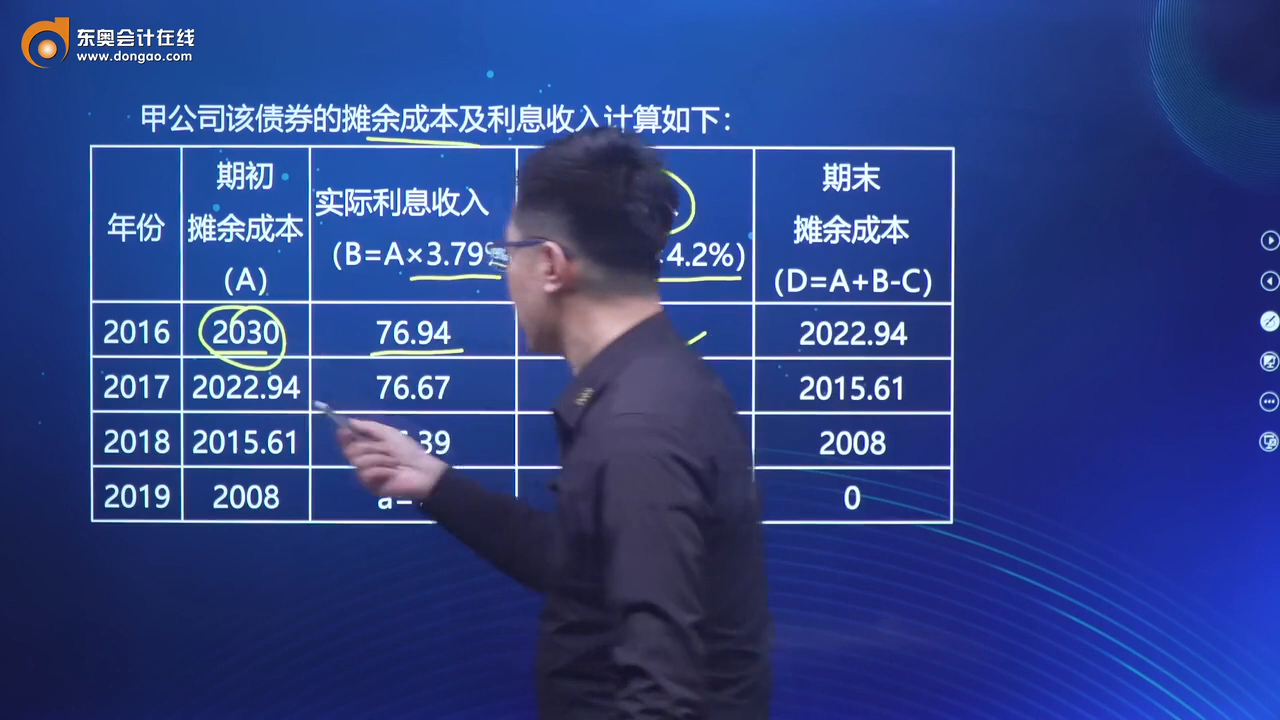 东奥会计在线
www.dongao.com
甲公司该债券的摊余成本及利息收入计算如下：
年份
期初
摊余成本
(A)
实际利息收入
(B=A×3.79%
×4.2%)
期末
摊余成本
(D=A+B-C)
2016 2030 76.94 2022.94
2017 2022.94 76.67 2015.61
2018 2015.61 .39 2008
2019 2008 a= 0